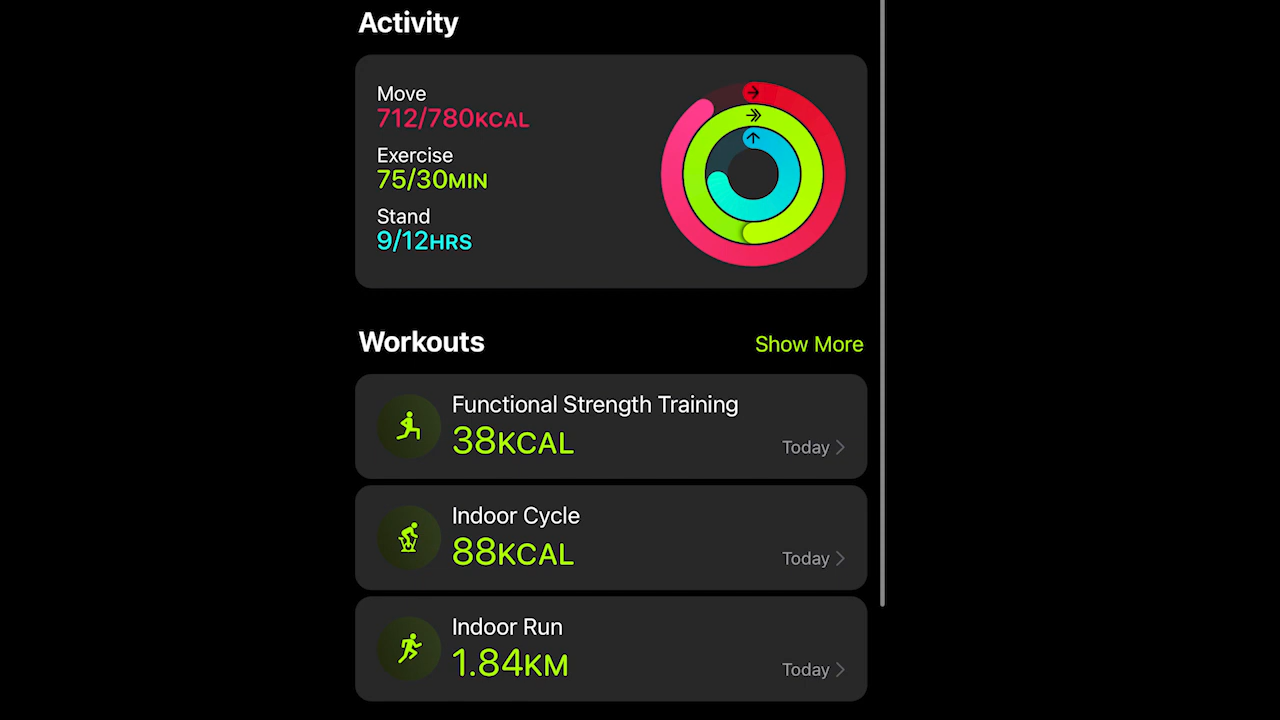 Activity
Move
712/780KCAL
Exercise
75/30MIN
Stand
9/12HRS
Workouts
Show More
Functional Strength Training
38KCAL
Today
Indoor Cycle
88KCAL
Today
Indoor Run
1.84KM
Today